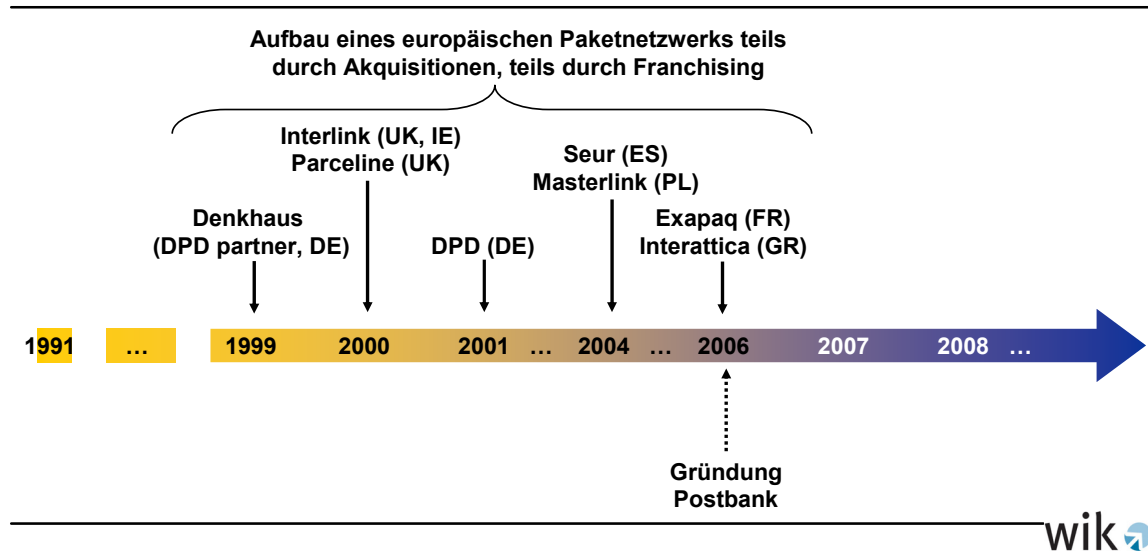 Aufbau eines europäischen Paketnetzwerks teils
durch Akquisitionen, teils durch Franchising
Interlink (UK, IE)
Parceline (UK)
Seur (ES)
Masterlink (PL)
Denkhaus
(DPD partner, DE)
DPD (DE)
Exapaq (FR)
Interattica (GR)
1991 … 1999 2000 2001 … 2004 … 2006 2007 2008 …
Gründung
Postbank
wik